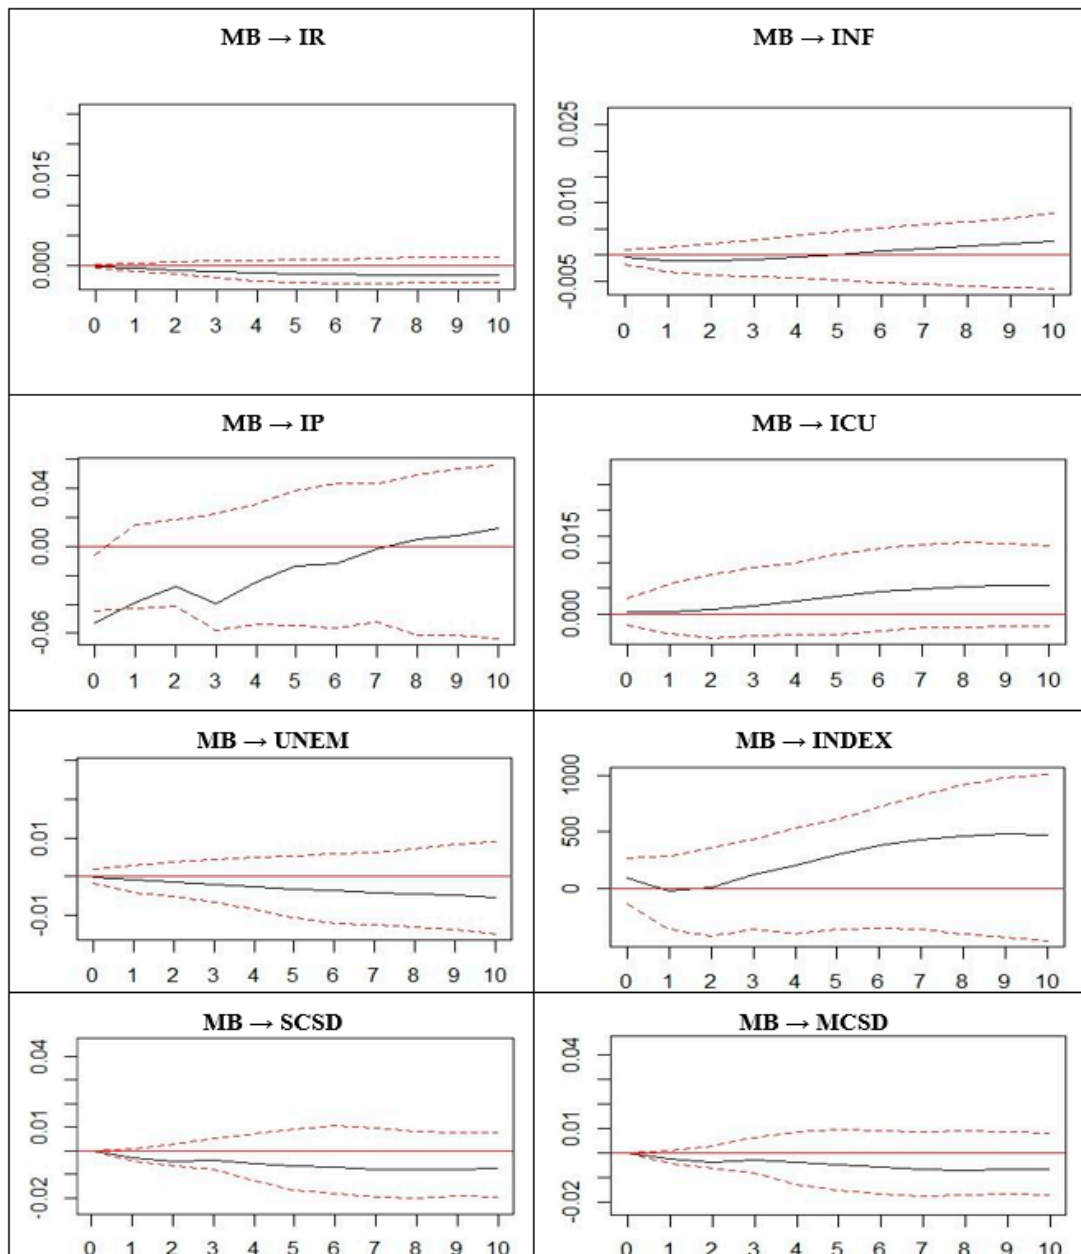 MB → IR
MB → INF
0.015
0.000
0 1 2 3 4 5 6 7 8 9 10
0.025
0.010
-0.005
0 1 2 3 4 5 6 7 8 9 10
MB → IP
MB → ICU
0.04
0.00
-0.06
0 1 2 3 4 5 6 7 8 9 10
0.015
0.000
0 1 2 3 4 5 6 7 8 9 10
MB → UNEM
MB → INDEX
0.01
-0.01
0 1 2 3 4 5 6 7 8 9 10
1000
500
0
0 1 2 3 4 5 6 7 8 9 10
MB → SCSD
MB → MCSD
0.04
0.01
-0.02
0 1 2 3 4 5 6 7 8 9 10
0.04
0.01
-0.02
0 1 2 3 4 5 6 7 8 9 10